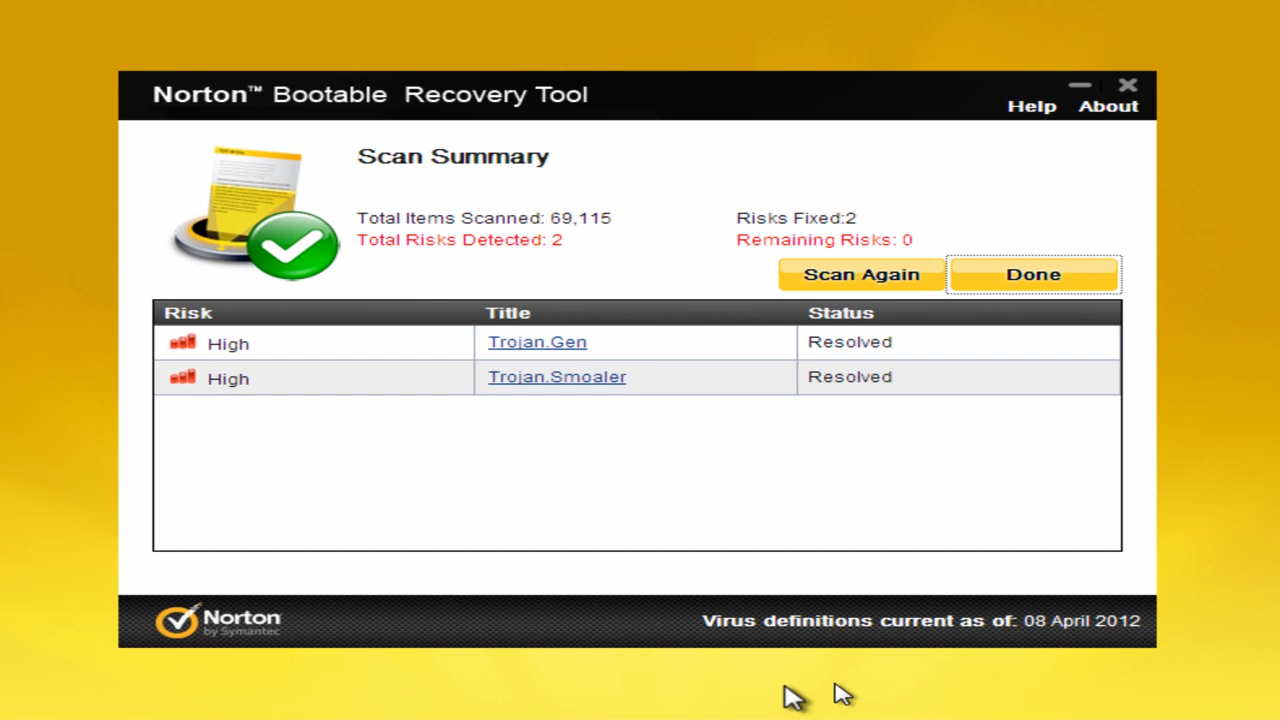 Norton™ Bootable Recovery Tool
Help About
Scan Summary
Total Items Scanned: 69,115 Risks Fixed:2
Total Risks Detected: 2 Remaining Risks: 0
Scan Again Done
Risk Title Status
High Trojan.Gen Resolved
High Trojan.Smoaler Resolved
Norton
by Symantec
Virus definitions current as of: 08 April 2012